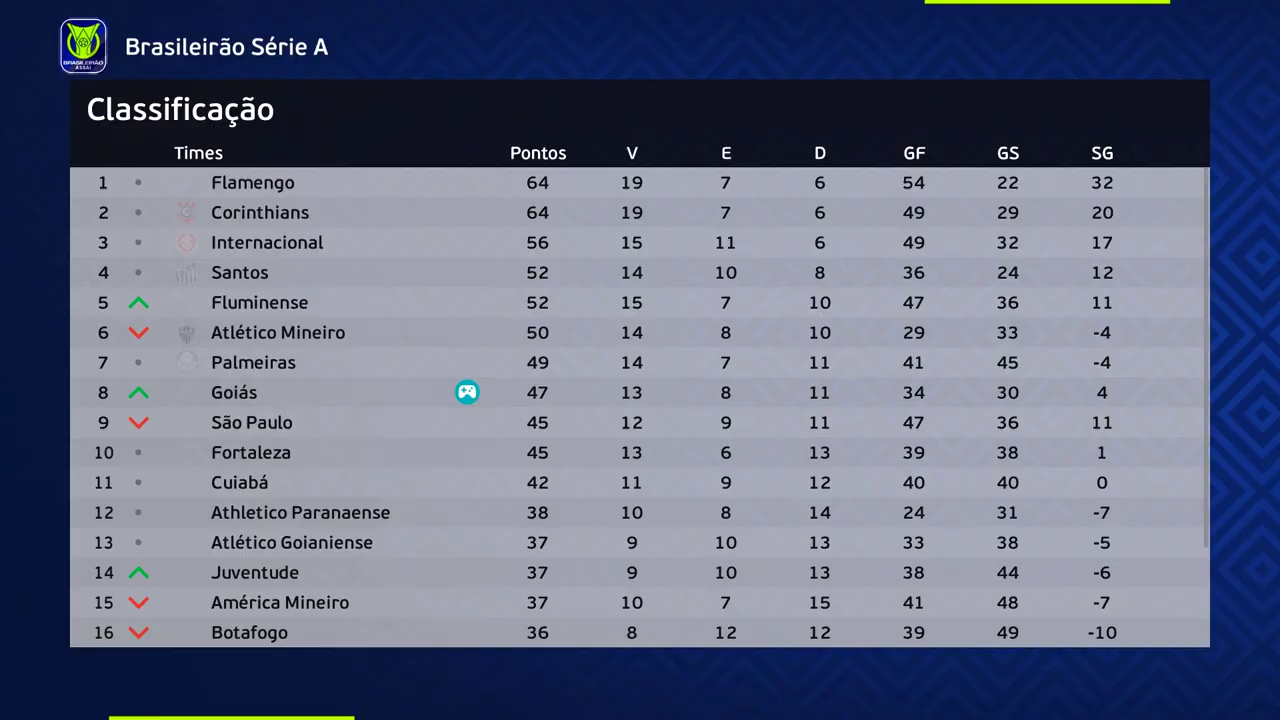 BRASILEIRÃO
ASSAÍ
Brasileirão Série A
Classificação
Times Pontos V E D GF GS SG
1 Flamengo 64 19 7 6 54 22 32
2 Corinthians 64 19 7 6 49 29 20
3 Internacional 56 15 11 6 49 32 17
4 Santos 52 14 10 8 36 24 12
5 Fluminense 52 15 7 10 47 36 11
6 Atlético Mineiro 50 14 8 10 29 33 -4
7 Palmeiras 49 14 7 11 41 45 -4
8 Goiás 47 13 8 11 34 30 4
9 São Paulo 45 12 9 11 47 36 11
10 Fortaleza 45 13 6 13 39 38 1
11 Cuiabá 42 11 9 12 40 40 0
12 Athletico Paranaense 38 10 8 14 24 31 -7
13 Atlético Goianiense 37 9 10 13 33 38 -5
14 Juventude 37 9 10 13 38 44 -6
15 América Mineiro 37 10 7 15 41 48 -7
16 Botafogo 36 8 12 12 39 49 -10